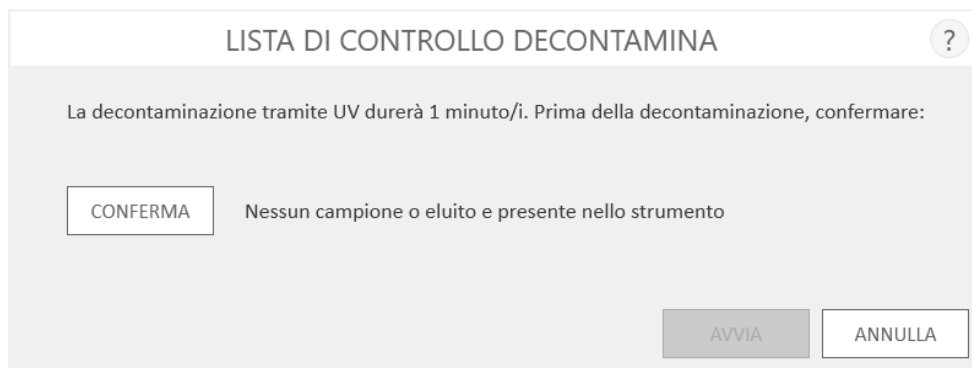 LISTA DI CONTROLLO DECONTAMINA
?
La decontaminazione tramite UV durerà 1 minuto/i. Prima della decontaminazione, confermare:
CONFERMA
Nessun campione o eluito e presente nello strumento
AVVIA
ANNULLA